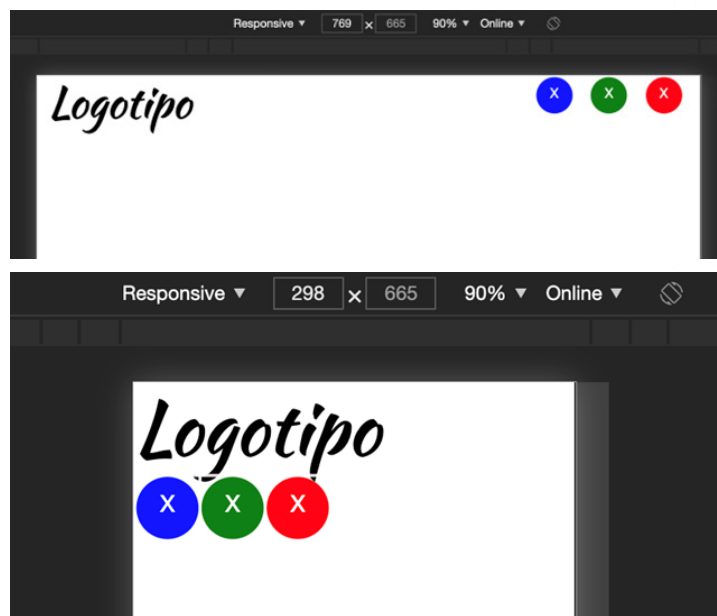 Responsive ▼ 769 × 665 90% ▼ Online ▼
Logotipo X X X
Responsive ▼ 298 × 665 90% ▼ Online ▼
Logotipo
X X X